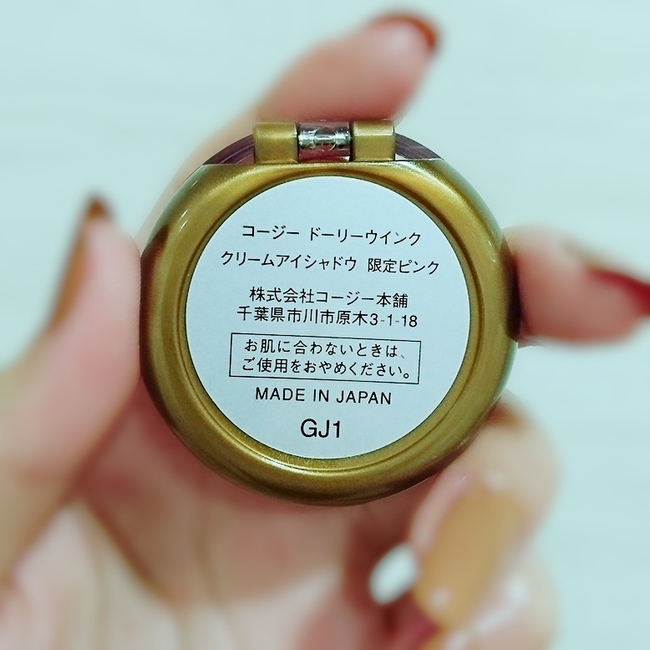 コージー ドーリーウインク
クリームアイシャドウ 限定ピンク
株式会社コージー本舗
千葉県市川市原木3-1-18
お肌に合わないときは、
ご使用をおやめください。
MADE IN JAPAN
GJ1